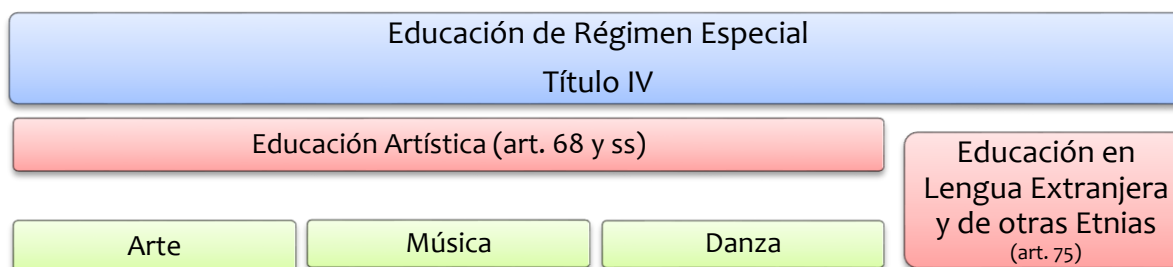 Educación de Régimen Especial
Título IV
Educación Artística (art. 68 y ss)
Educación en
Lengua Extranjera
y de otras Etnias
(art. 75)
Arte
Música
Danza